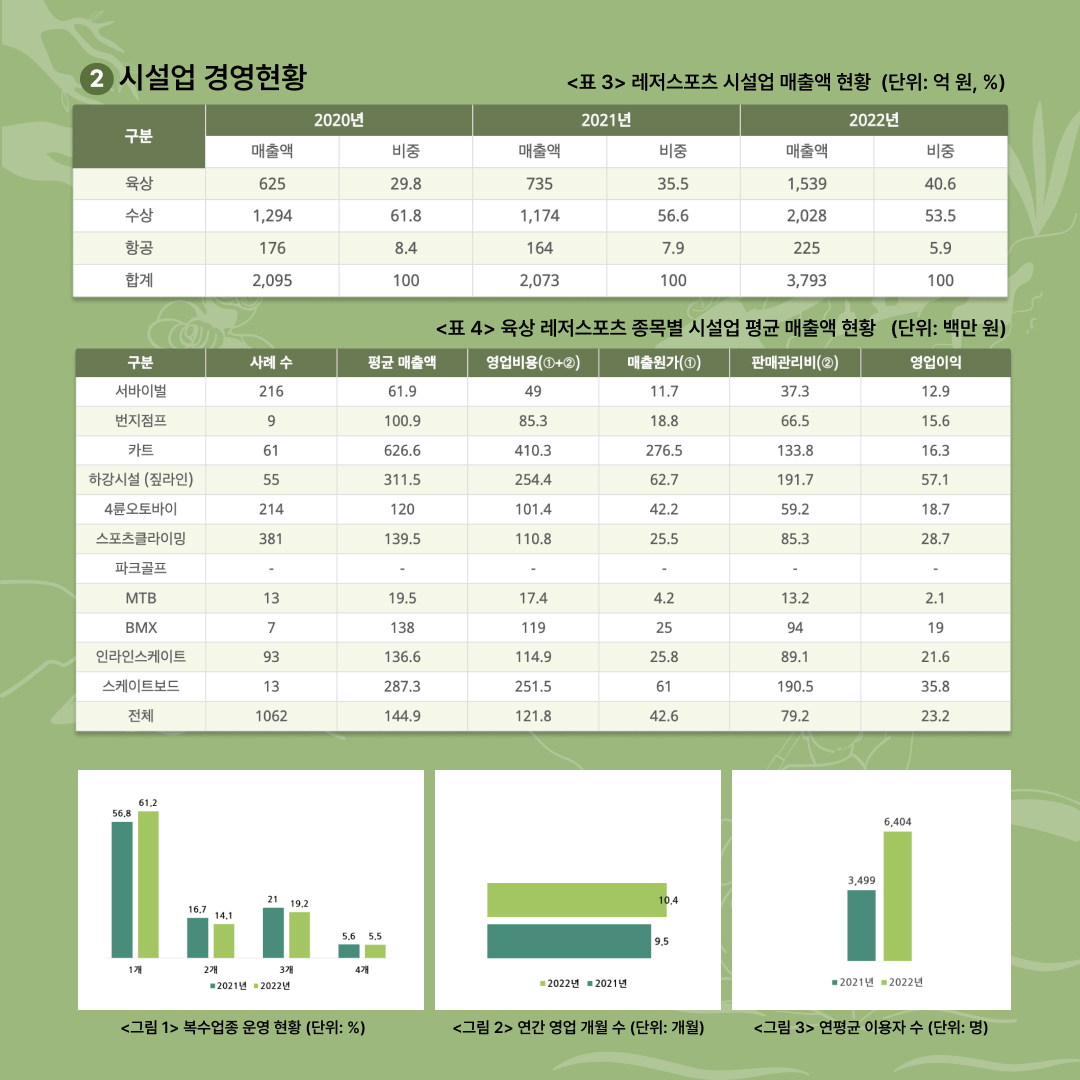 2 시설업 경영현황
<표 3> 레저스포츠 시설업 매출액 현황 (단위: 억 원, %)
구분 2020년 2021년 2022년
매출액 비중 매출액 비중 매출액 비중
육상 625 29.8 735 35.5 1,539 40.6
수상 1,294 61.8 1,174 56.6 2,028 53.5
항공 176 8.4 164 7.9 225 5.9
합계 2,095 100 2,073 100 3,793 100
<표 4> 육상 레저스포츠 종목별 시설업 평균 매출액 현황 (단위: 백만 원)
구분 사례 수 평균 매출액 영업비용(①+②) 매출원가(①) 판매관리비(②) 영업이익
서바이벌 216 61.9 49 11.7 37.3 12.9
번지점프 9 100.9 85.3 18.8 66.5 15.6
카트 61 626.6 410.3 276.5 133.8 16.3
하강시설 (짚라인) 55 311.5 254.4 62.7 191.7 57.1
4륜오토바이 214 120 101.4 42.2 59.2 18.7
스포츠클라이밍 381 139.5 110.8 25.5 85.3 28.7
파크골프 - - - - - -
MTB 13 19.5 17.4 4.2 13.2 2.1
BMX 7 138 119 25 94 19
인라인스케이트 93 136.6 114.9 25.8 89.1 21.6
스케이트보드 13 287.3 251.5 61 190.5 35.8
전체 1062 144.9 121.8 42.6 79.2 23.2
56.8 61.2 16.7 14.1 21 19.2 5.6 5.5
1개 2개 3개 4개
2021년 2022년
<그림 1> 복수업종 운영 현황 (단위: %)
10.4
9.5
2022년 2021년
<그림 2> 연간 영업 개월 수 (단위: 개월)
6,404
3,499
2021년 2022년
<그림 3> 연평균 이용자 수 (단위: 명)